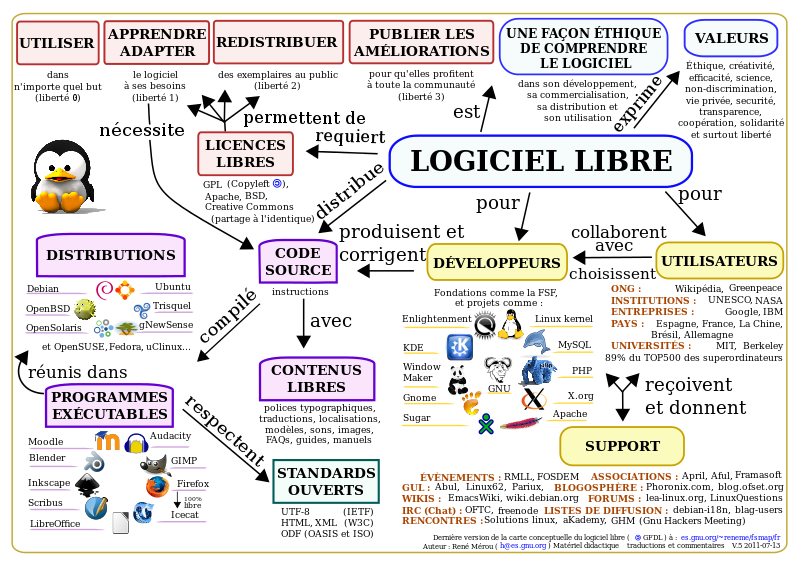 UTILISER
dans
n'importe quel but
(liberté 0)
APPRENDRE
ADAPTER
le logiciel
à ses besoins
(liberté 1)
REDISTRIBUER
des exemplaires au public
(liberté 2)
PUBLIER LES
AMÉLIORATIONS
pour qu'elles profitent
à toute la communauté
(liberté 3)
UNE FAÇON ÉTHIQUE
DE COMPRENDRE
LE LOGICIEL
dans son développement,
sa commercialisation,
sa distribution et
son utilisation
VALEURS
Éthique, créativité,
efficacité, science,
non-discrimination,
vie privée, securité,
transparence,
coopération, solidarité
et surtout liberté
nécessite
permettent de
requiert
est
exprime
LICENCES
LIBRES
GPL (Copyleft),
Apache, BSD,
Creative Commons
(partage à l'identique)
LOGICIEL LIBRE
distribue
pour
pour
produisent et
corrigent
collaborent
avec
choisissent
DISTRIBUTIONS
Debian
Ubuntu
OpenBSD
Trisquel
OpenSolaris
gNewSense
et OpenSUSE, Fedora, uClinux...
CODE
SOURCE
instructions
compilé
avec
DÉVELOPPEURS
Fondations comme la FSF,
et projets comme :
Enlightenment
Linux kernel
KDE
MySQL
Window
Maker
GNU
PHP
Gnome
X.org
Sugar
Apache
UTILISATEURS
ONG : Wikipédia, Greenpeace
INSTITUTIONS : UNESCO, NASA
ENTREPRISES : Google, IBM
PAYS : Espagne, France, La Chine,
Brésil, Allemagne
UNIVERSITÉS : MIT, Berkeley
89% du TOP500 des superordinateurs
réunis dans
PROGRAMMES
EXÉCUTABLES
Moodle
Audacity
Blender
GIMP
Inkscape
Firefox
100%
libre
Scribus
Icecat
LibreOffice
respectent
CONTENUS
LIBRES
polices typographiques,
traductions, localisations,
modèles, sons, images,
FAQs, guides, manuels
STANDARDS
OUVERTS
UTF-8 (IETF)
HTML, XML (W3C)
ODF (OASIS et ISO)
reçoivent
et donnent
SUPPORT
ÉVÈNEMENTS : RMLL, FOSDEM ASSOCIATIONS : April, Aful, Framasoft
GUL : Abul, Linux62, Pariux, BLOGOSPHÈRE : Phoronix.com, blog.ofset.org
WIKIS : EmacsWiki, wiki.debian.org FORUMS : lea-linux.org, LinuxQuestions
IRC (Chat) : OFTC, freenode LISTES DE DIFFUSION : debian-i18n, blag-users
RENCONTRES : Solutions linux, aKademy, GHM (Gnu Hackers Meeting)
Dernière version de la carte conceptuelle du logiciel libre ( GFDL ) à : es.gnu.org/~reneme/fsmap/fr
Auteur : René Mérou ( h@es.gnu.org ) Matériel didactique traductions et commentaires V.5 2011-07-13